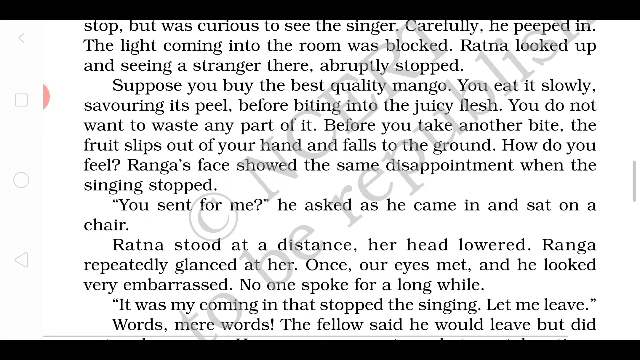 stop, but was curious to see the singer. Carefully, he peeped in.
The light coming into the room was blocked. Ratna looked up
and seeing a stranger there, abruptly stopped.
Suppose you buy the best quality mango. You eat it slowly,
savouring its peel, before biting into the juicy flesh. You do not
want to waste any part of it. Before you take another bite, the
fruit slips out of your hand and falls to the ground. How do you
feel? Ranga's face showed the same disappointment when the
singing stopped.
“You sent for me?” he asked as he came in and sat on a
chair.
Ratna stood at a distance, her head lowered. Ranga
repeatedly glanced at her. Once, our eyes met, and he looked
very embarrassed. No one spoke for a long while.
“It was my coming in that stopped the singing. Let me leave.”
Words, mere words! The fellow said he would leave but did
© NCERT
to be republish